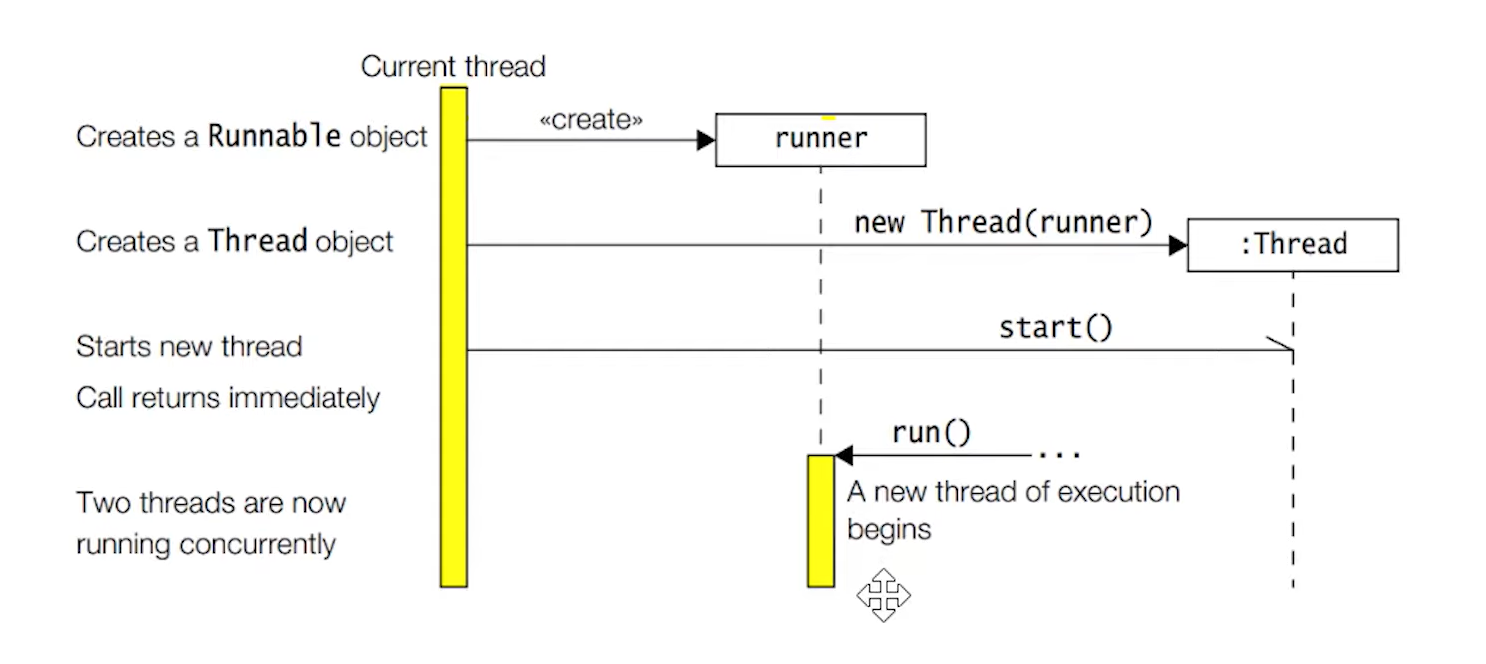 Current thread
Creates a Runnable object
«create»
runner
Creates a Thread object
new Thread(runner)
:Thread
Starts new thread
start()
Call returns immediately
run()
...
Two threads are now
running concurrently
A new thread of execution
begins